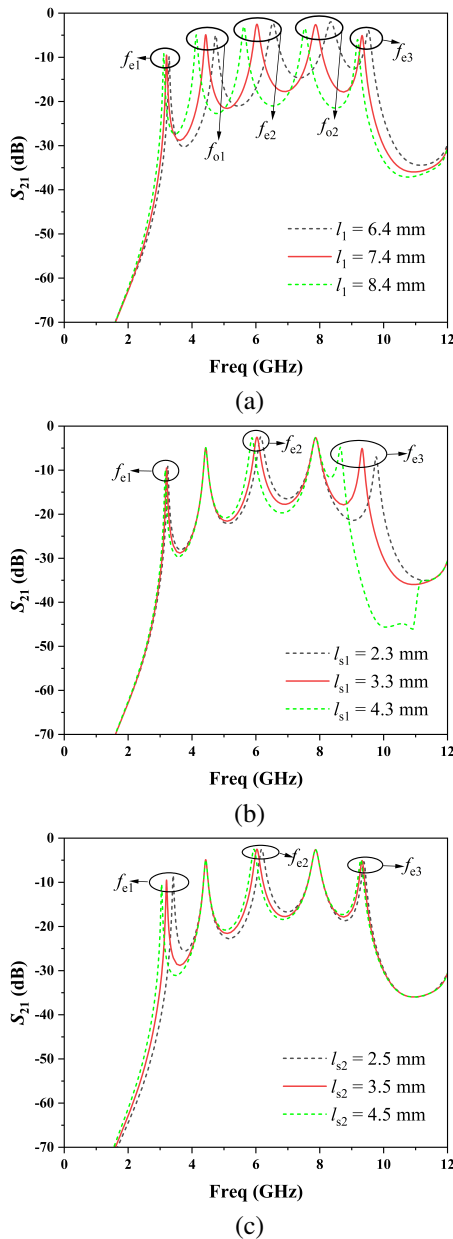 0
-10
-20
-30
-40
-50
-60
-70
S21 (dB)
fe1
fo1
fe2
fo2
fe3
l1 = 6.4 mm
l1 = 7.4 mm
l1 = 8.4 mm
0 2 4 6 8 10 12
Freq (GHz)
(a)
0
-10
-20
-30
-40
-50
-60
-70
S21 (dB)
fe1
fe2
fe3
ls1 = 2.3 mm
ls1 = 3.3 mm
ls1 = 4.3 mm
0 2 4 6 8 10 12
Freq (GHz)
(b)
0
-10
-20
-30
-40
-50
-60
-70
S21 (dB)
fe1
fe2
fe3
ls2 = 2.5 mm
ls2 = 3.5 mm
ls2 = 4.5 mm
0 2 4 6 8 10 12
Freq (GHz)
(c)